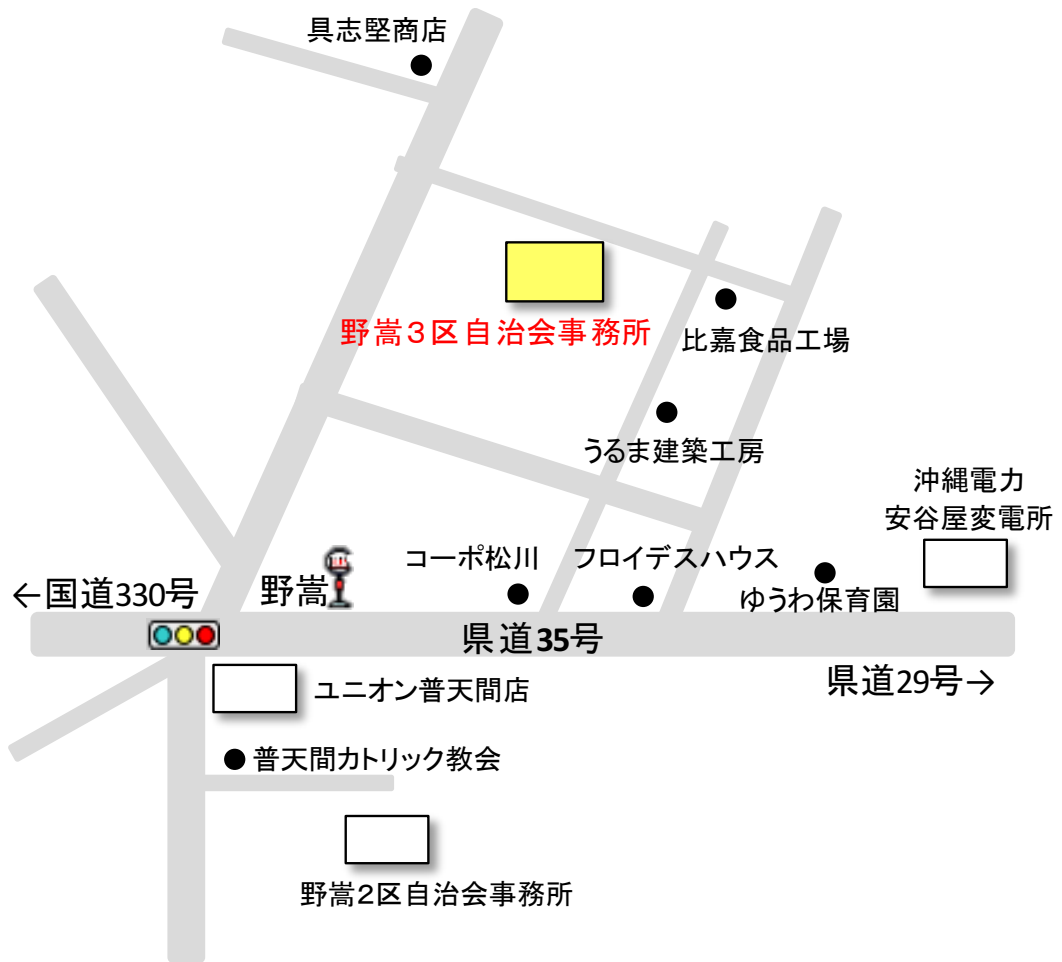 具志堅商店
野嵩３区自治会事務所
比嘉食品工場
うるま建築工房
沖縄電力
安谷屋変電所
コーポ松川
フロイデスハウス
ゆうわ保育園
←国道330号
野嵩
県道35号
県道29号→
ユニオン普天間店
普天間カトリック教会
野嵩２区自治会事務所